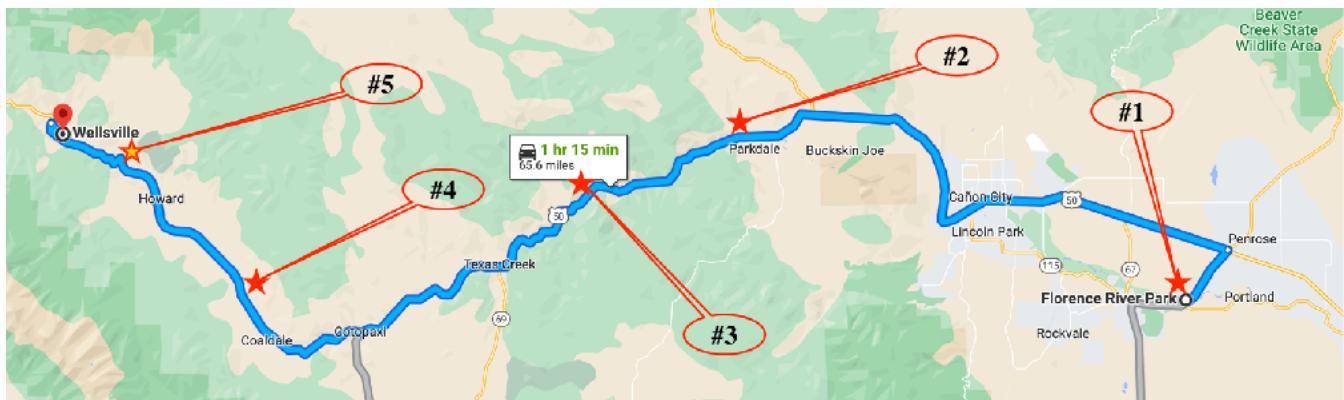 Beaver
Creek State
Wildlife Area
#2
#5
#1
Wellsville
1 hr 15 min
65.6 miles
Parkdale
Buckskin Joe
#4
Howard
50
Cañon City
50
Lincoln Park
Penrose
Texas Creek
115
67
Florence River Park
Portland
69
#3
Rockvale
Coaldale
Cotopaxi